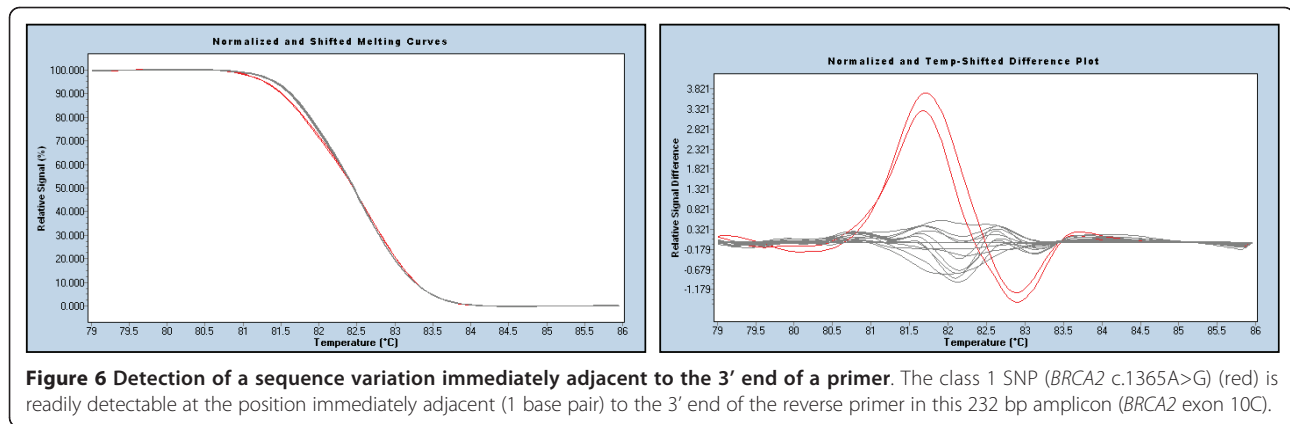 Normalized and Shifted Melting Curves
Relative Signal (%)
100.000
90.000
80.000
70.000
60.000
50.000
40.000
30.000
20.000
10.000
0.000
79 79.5 80 80.5 81 81.5 82 82.5 83 83.5 84 84.5 85 85.5 86
Temperature (°C)
Normalized and Temp-Shifted Difference Plot
Relative Signal Difference
3.821
3.321
2.821
2.321
1.821
1.321
0.821
0.321
-0.179
-0.679
-1.179
79 79.5 80 80.5 81 81.5 82 82.5 83 83.5 84 84.5 85 85.5 86
Temperature (°C)
Figure 6 Detection of a sequence variation immediately adjacent to the 3′ end of a primer. The class 1 SNP (BRCA2 c.1365A>G) (red) is
readily detectable at the position immediately adjacent (1 base pair) to the 3′ end of the reverse primer in this 232 bp amplicon (BRCA2 exon 10C).